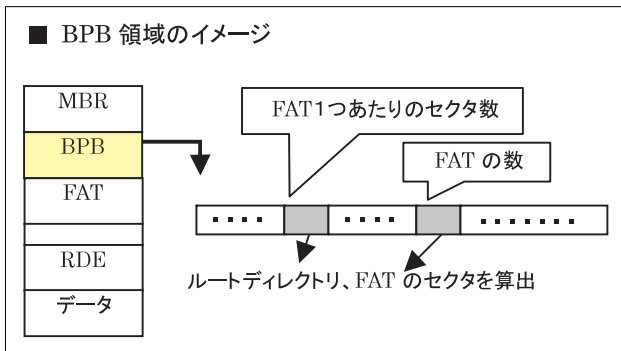 ■ BPB 領域のイメージ
MBR
BPB
FAT
RDE
データ
FAT1つあたりのセクタ数
FAT の数
ルートディレクトリ、FAT のセクタを算出